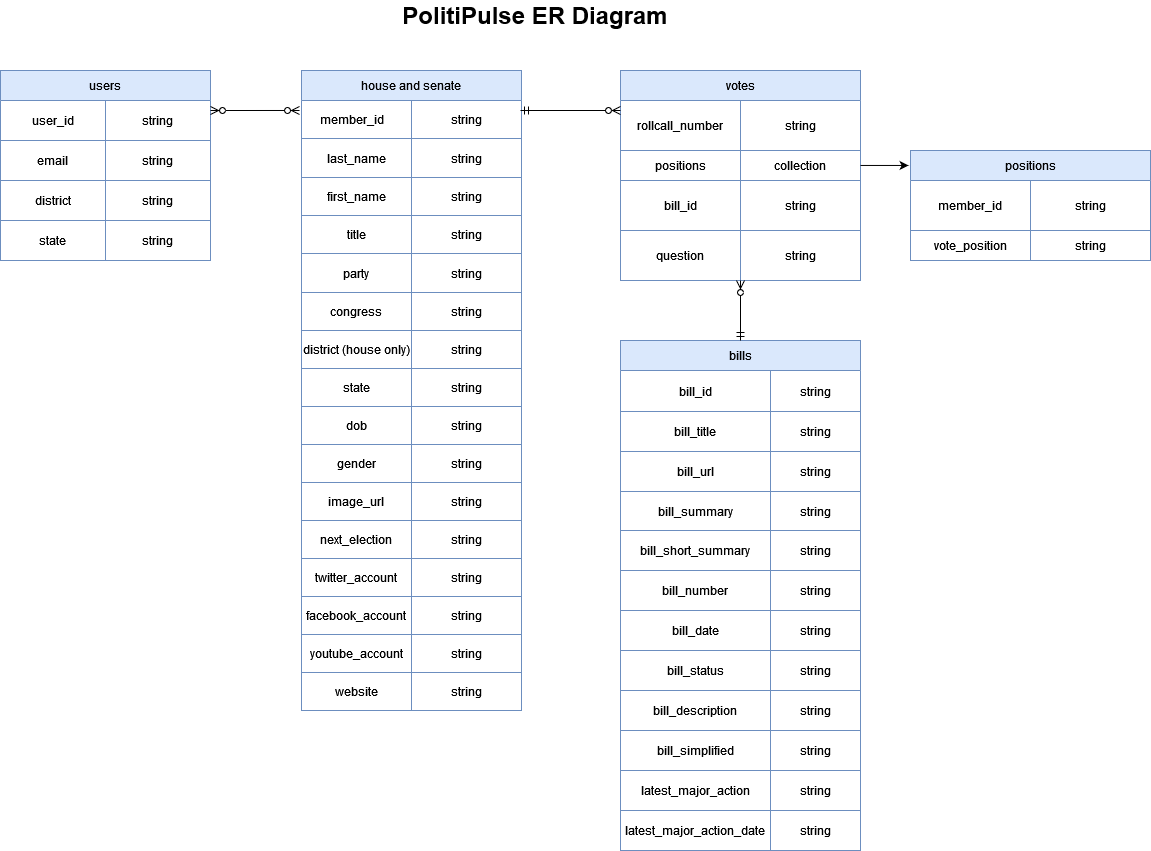 PolitiPulse ER Diagram
users
user_id string
email string
district string
state string
house and senate
member_id string
last_name string
first_name string
title string
party string
congress string
district (house only) string
state string
dob string
gender string
image_url string
next_election string
twitter_account string
facebook_account string
youtube_account string
website string
votes
rollcall_number string
positions collection
bill_id string
question string
positions
member_id string
vote_position string
bills
bill_id string
bill_title string
bill_url string
bill_summary string
bill_short_summary string
bill_number string
bill_date string
bill_status string
bill_description string
bill_simplified string
latest_major_action string
latest_major_action_date string